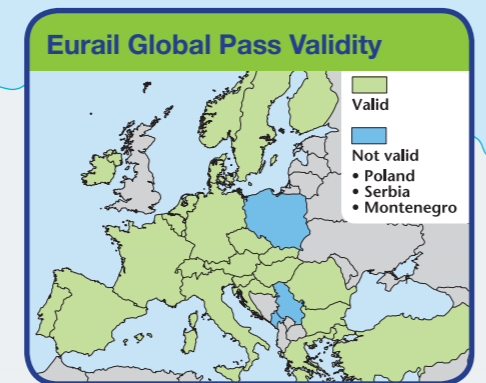 Eurail Global Pass Validity
Valid
Not valid
• Poland
• Serbia
• Montenegro